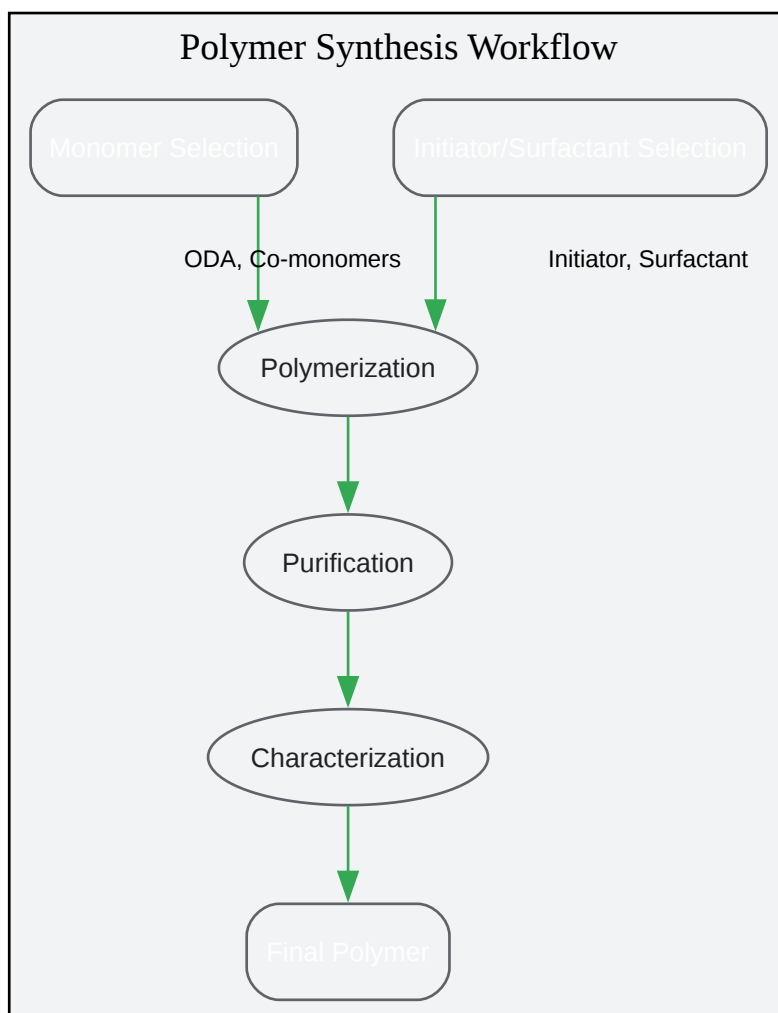 Polymer Synthesis Workflow
Monomer Selection
Initiator/Surfactant Selection
ODA, Co-monomers
Initiator, Surfactant
Polymerization
Purification
Characterization
Final Polymer